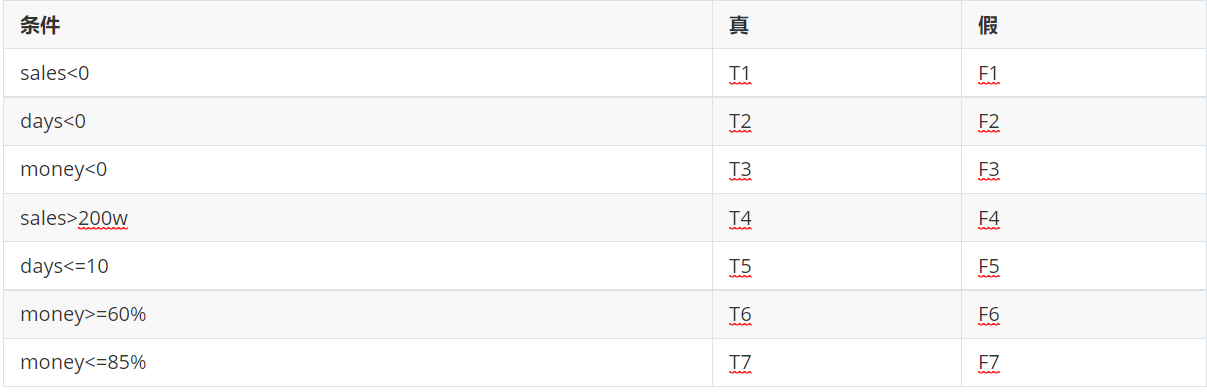 条件 真 假
sales<0 T1 F1
days<0 T2 F2
money<0 T3 F3
sales>200w T4 F4
days<=10 T5 F5
money>=60% T6 F6
money<=85% T7 F7